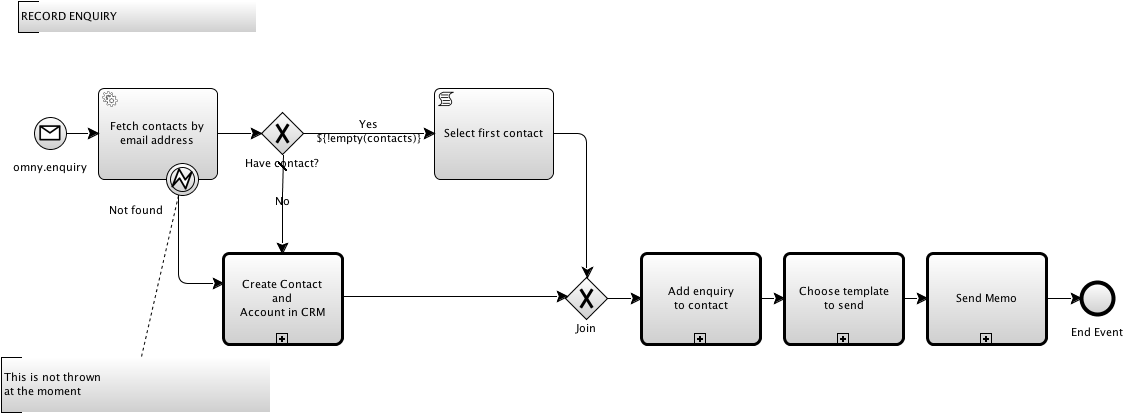 RECORD ENQUIRY
omny.enquiry
Fetch contacts by
email address
Not found
Have contact?
Yes
${!empty(contacts)}
No
Select first contact
Create Contact
and
Account in CRM
Join
Add enquiry
to contact
Choose template
to send
Send Memo
End Event
This is not thrown
at the moment